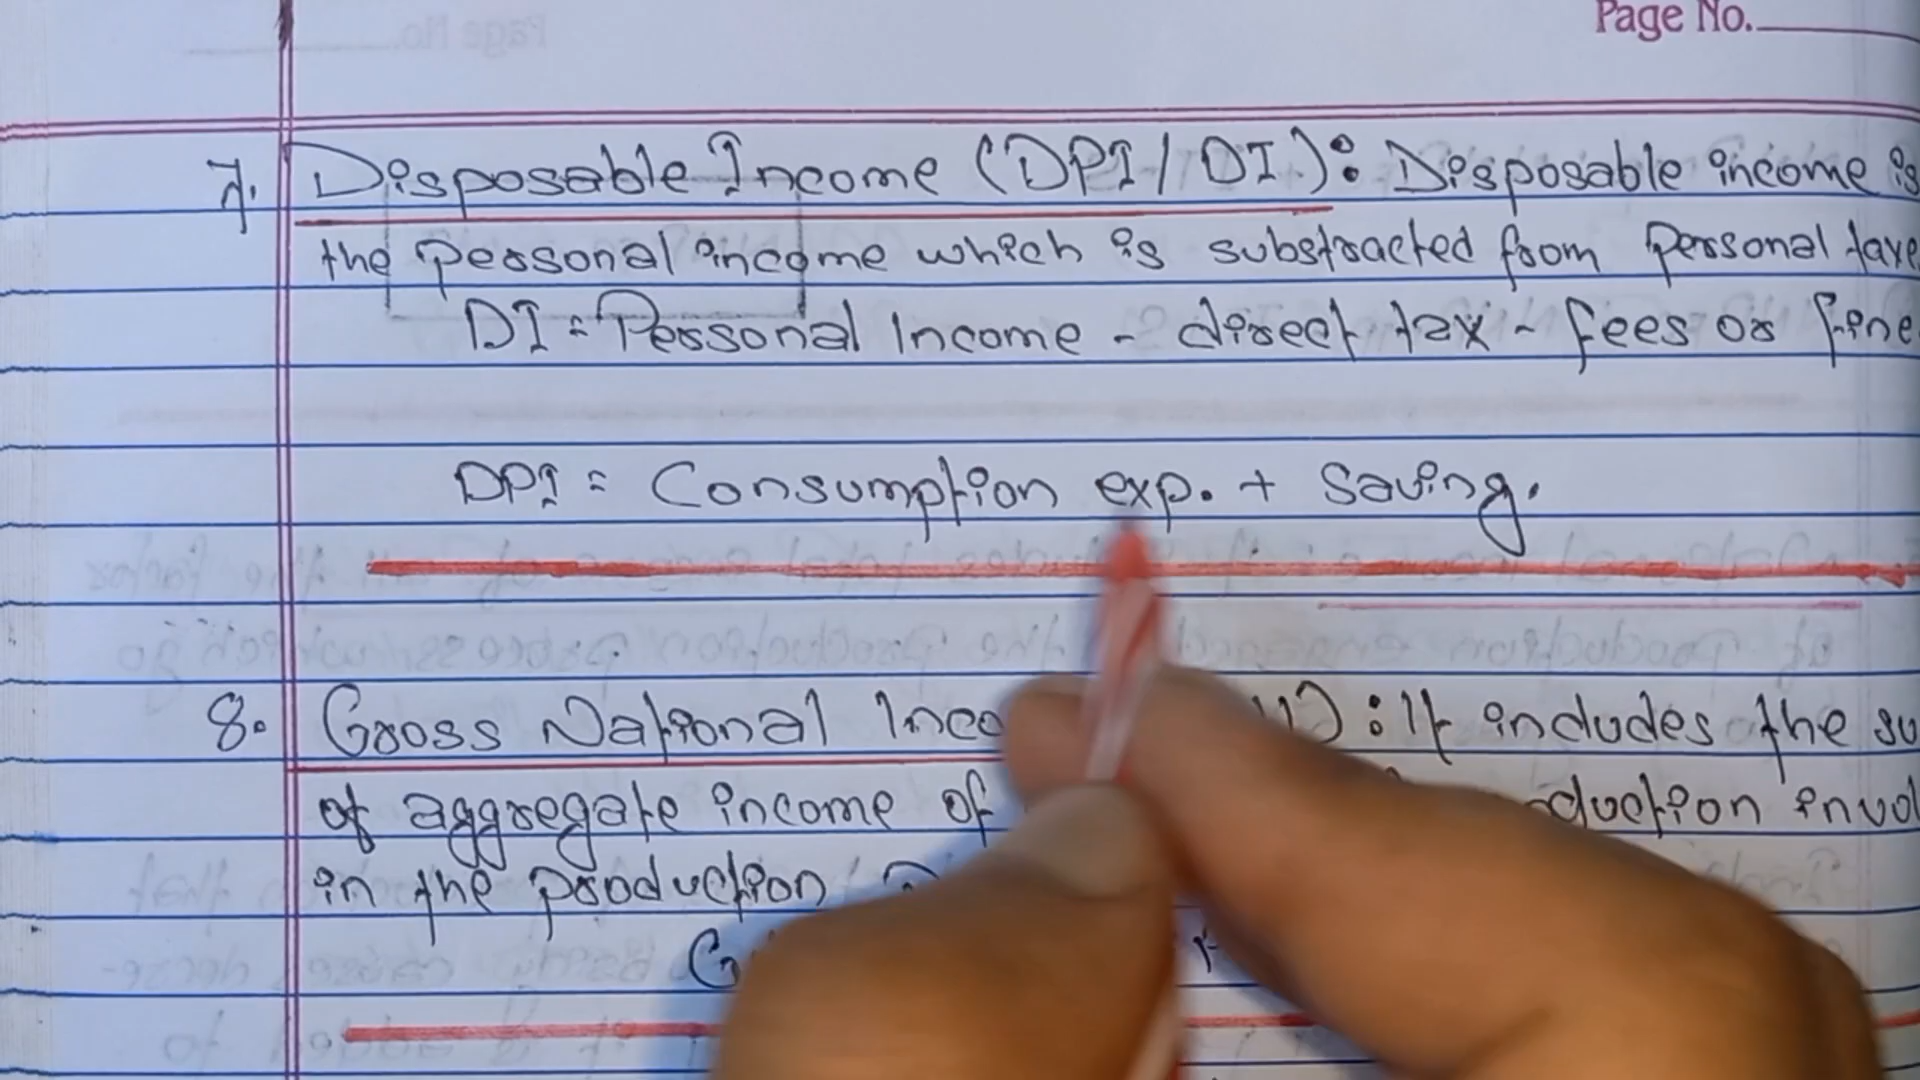 Page No.
7. Disposable Income (DPI / DI): Disposable income is
the personal income which is substracted from personal taxe
DI = Personal Income - direct tax - fees or fine
DPI = Consumption exp. + Saving.
8. Gross National Inco : It includes the su
of aggregate income of duction invol
in the production